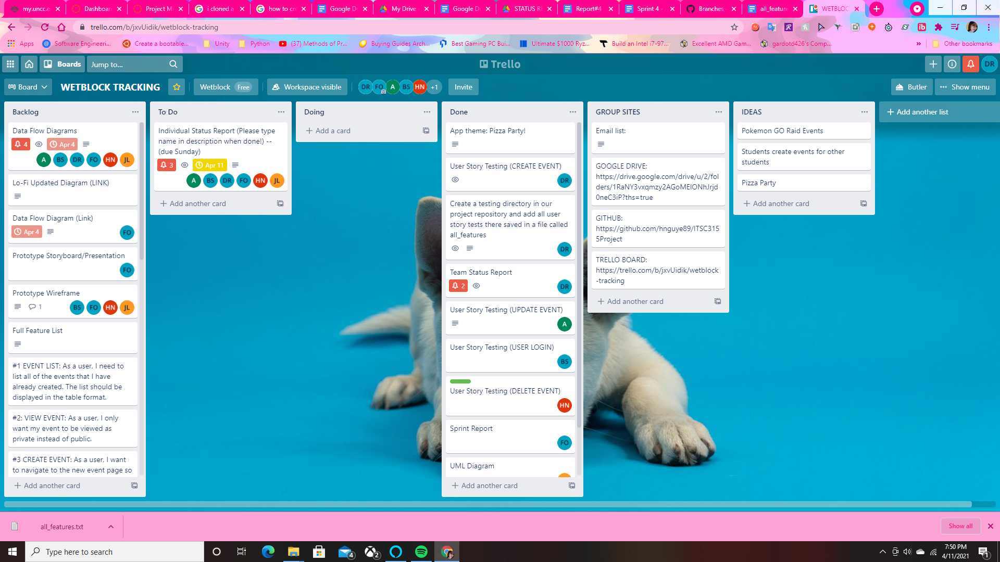 my.uncc.e
Dashboar
Project Mi
i cloned a
how to cre
Google Do
My Drive -
Google Do
STATUS RE
Report#4
Sprint 4 -
Branches
all_feature
WETBLOC
trello.com/b/jxvUidik/wetblock-tracking
Apps
Software Engineeri...
Create a bootable...
Unity
Python
(37) Methods of Pr...
Buying Guides Arch...
Best Gaming PC Bui...
Ultimate $1000 Ryz...
Build an Intel i7-97...
Excellent AMD Gam...
gardotd426's Comp...
»
Other bookmarks
Boards
Jump to...
Trello
DR
Board
WETBLOCK TRACKING
Wetblock Free
Workspace visible
DR FO A BS HN +1
Invite
Butler
Show menu
Backlog
Data Flow Diagrams
4 Apr 4
A BS DR FO HN JL
Lo-Fi Updated Diagram (LINK)
Data Flow Diagram (Link)
Apr 4
FO
Prototype Storyboard/Presentation
FO
Prototype Wireframe
1 BS FO HN JL
Full Feature List
#1 EVENT LIST: As a user, I need to
list all of the events that I have
already created. The list should be
displayed in the table format.
#2: VIEW EVENT: As a user, I only
want my event to be viewed as
private instead of public.
#3 CREATE EVENT: As a user, I want
to navigate to the new event page so
+ Add another card
To Do
Individual Status Report (Please type
name in description when done!) --
(due Sunday)
3 Apr 11
A BS DR FO HN JL
+ Add another card
Doing
+ Add a card
Done
App theme: Pizza Party!
User Story Testing (CREATE EVENT)
DR
Create a testing directory in our
project repository and add all user
story tests there saved in a file called
all_features
DR
Team Status Report
2 DR
User Story Testing (UPDATE EVENT)
A
User Story Testing (USER LOGIN)
BS
User Story Testing (DELETE EVENT)
HN
Sprint Report
FO
UML Diagram
+ Add another card
GROUP SITES
Email list:
GOOGLE DRIVE:
https://drive.google.com/drive/u/2/fol
ders/1RaNY3vxqmzy2AGoMEIONhJrjd
0neC3iP?ths=true
GITHUB:
https://github.com/hnguye89/ITSC315
5Project
TRELLO BOARD:
https://trello.com/b/jxvUidik/wetblock
-tracking
+ Add another card
IDEAS
Pokemon GO Raid Events
Students create events for other
students
Pizza Party
+ Add another card
+ Add another list
all_features.txt
Show all
Type here to search
4
2
7:50 PM
4/11/2021
1